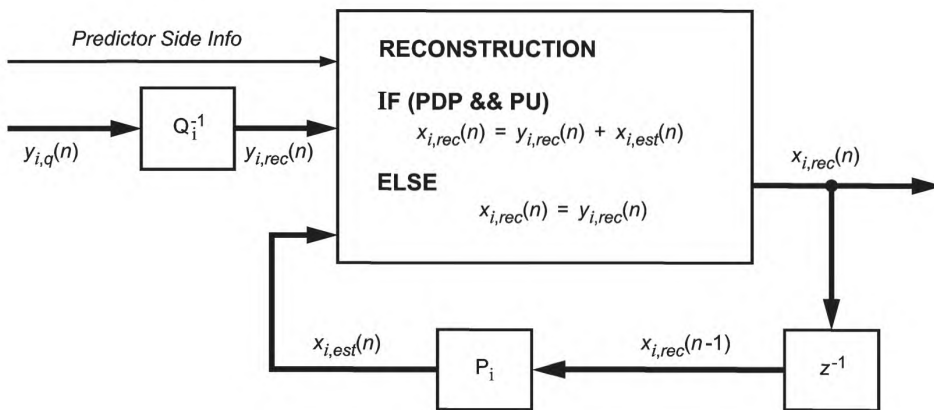 Predictor Side Info
RECONSTRUCTION
IF (PDP && PU)
x_{i,rec}(n) = y_{i,rec}(n) + x_{i,est}(n)
ELSE
x_{i,rec}(n) = y_{i,rec}(n)
Q_i^{-1}
y_{i,q}(n)
y_{i,rec}(n)
x_{i,rec}(n)
x_{i,est}(n)
P_i
x_{i,rec}(n-1)
z^{-1}